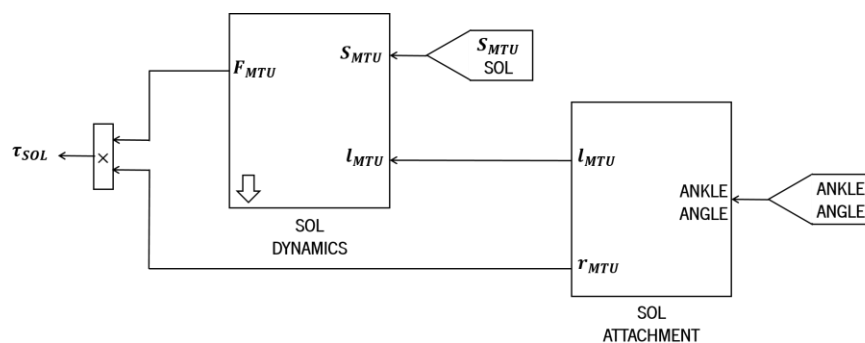 S_MTU
SOL
F_MTU
S_MTU
τ_SOL
×
l_MTU
l_MTU
ANKLE
ANGLE
ANKLE
ANGLE
SOL
DYNAMICS
r_MTU
SOL
ATTACHMENT